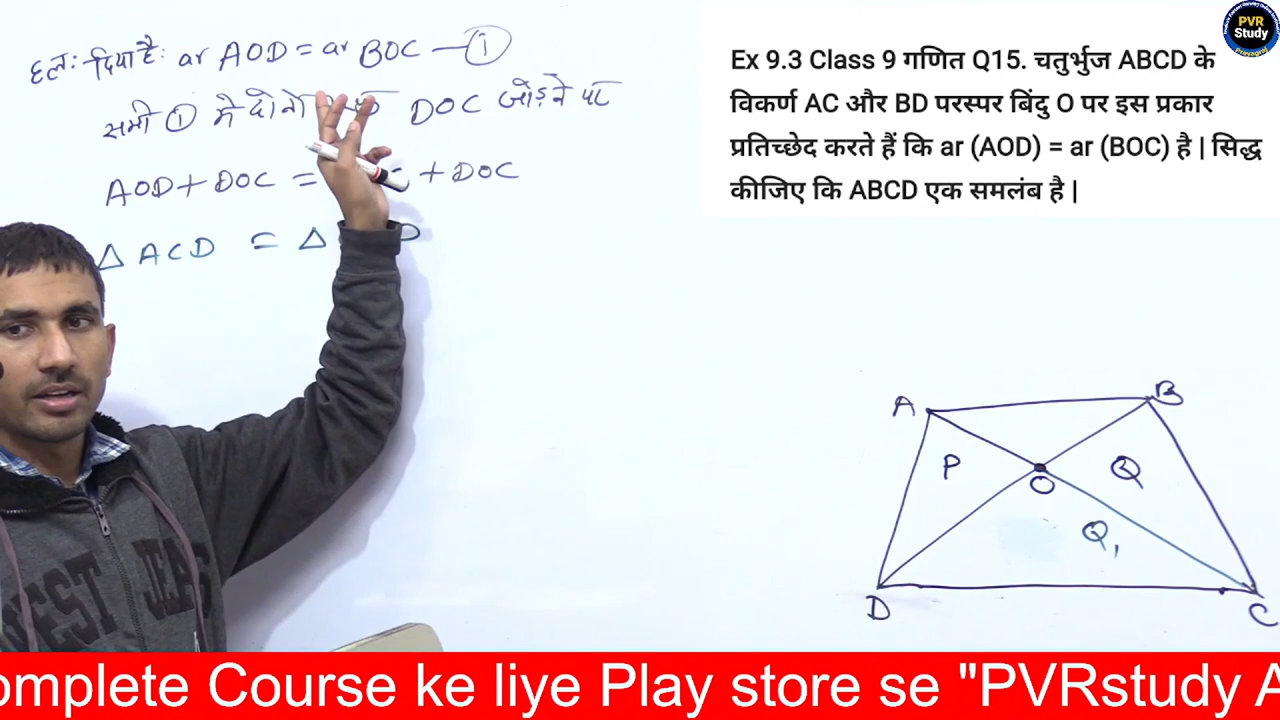 हल: दिया है: ar AOD = ar BOC — ①
समी ① मे दोनो DOC जोड़ने पर
AOD + DOC = + DOC
△ ACD = △
Ex 9.3 Class 9 गणित Q15. चतुर्भुज ABCD के
विकर्ण AC और BD परस्पर बिंदु O पर इस प्रकार
प्रतिच्छेद करते हैं कि ar (AOD) = ar (BOC) है | सिद्ध
कीजिए कि ABCD एक समलंब है |
PVR
Study
A
B
P
Q
O
Q,
D
C
omplete Course ke liye Play store se "PVRstudy A